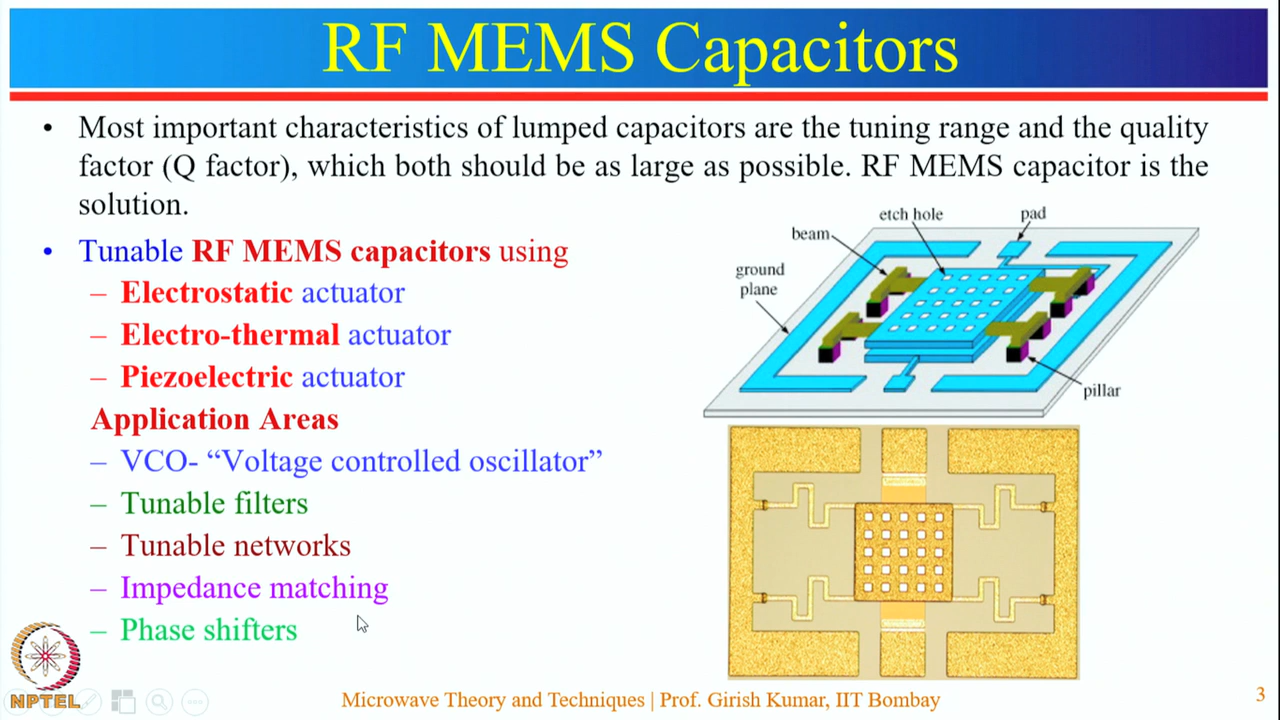 RF MEMS Capacitors
• Most important characteristics of lumped capacitors are the tuning range and the quality
factor (Q factor), which both should be as large as possible. RF MEMS capacitor is the
solution.
• Tunable RF MEMS capacitors using
– Electrostatic actuator
– Electro-thermal actuator
– Piezoelectric actuator
Application Areas
– VCO- “Voltage controlled oscillator”
– Tunable filters
– Tunable networks
– Impedance matching
– Phase shifters
etch hole
pad
beam
ground
plane
pillar
NPTEL
Microwave Theory and Techniques | Prof. Girish Kumar, IIT Bombay
3